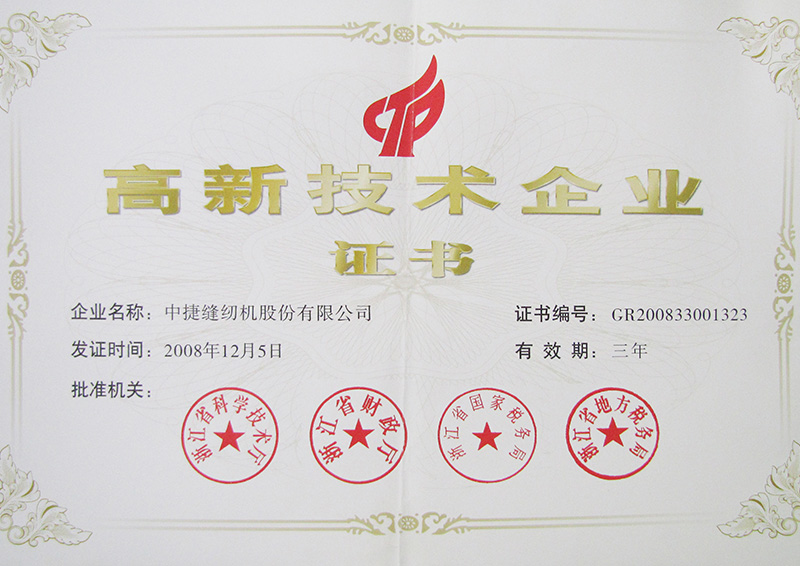 高新技术企业
证书
企业名称：中捷缝纫机股份有限公司
证书编号：GR200833001323
发证时间：2008年12月5日
有 效 期：三年
批准机关：
浙江省科学技术厅
浙江省财政厅
浙江省国家税务局
浙江省地方税务局